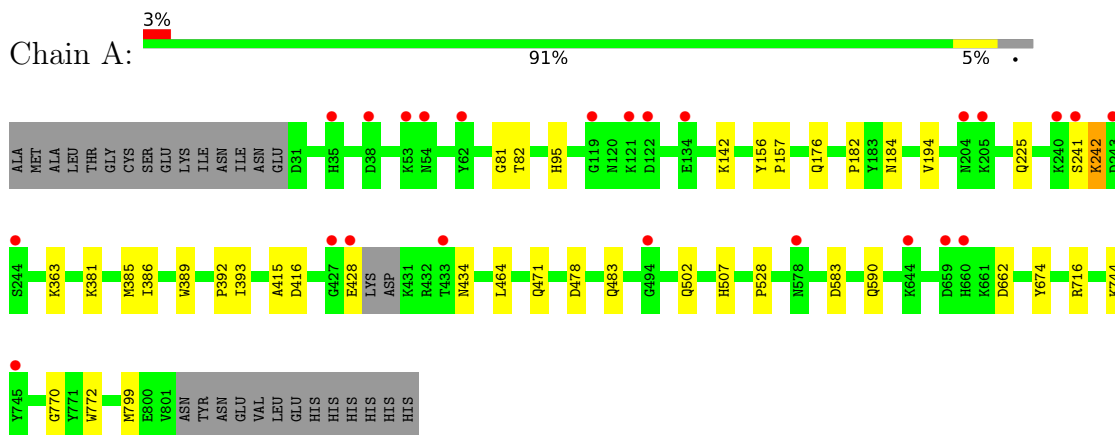 3%
Chain A:
91% 5% •
ALA MET ALA LEU THR GLY CYS SER GLU LYS ILE ASN ILE ASN GLU D31 H35 D38 K53 N54 Y62 G81 T82 H95 G119 N120 K121 D122 E134 K142 Y156 P157 Q176 P182 Y183 N184 V194 N204 K205 Q225 K240 S241 K242 D243
S244 K363 K381 M385 I386 W389 P392 I393 A415 D416 G427 E428 LYS ASP K431 R432 T433 N434 L464 Q471 D478 Q483 G494 Q502 H507 P528 N578 D583 Q590 K644 D659 H660 K661 D662 Y674 R716 K744
Y745 G770 Y771 W772 M799 E800 V801 ASN TYR ASN GLU VAL LEU GLU HIS HIS HIS HIS HIS HIS